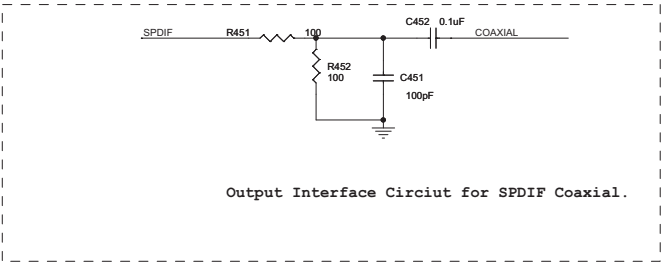 C452 0.1uF
SPDIF R451 100 COAXIAL
R452
100
C451
100pF
Output Interface Circiut for SPDIF Coaxial.